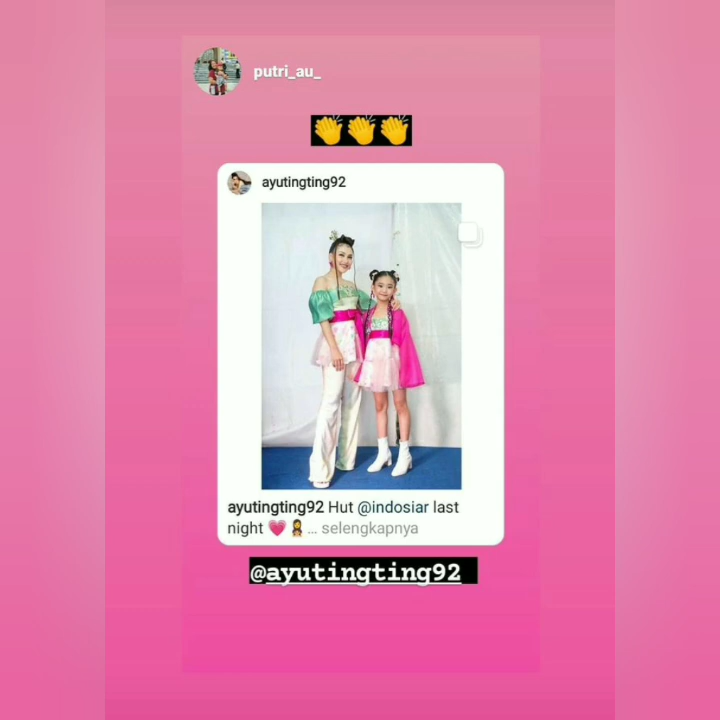 putri_au_
👏👏👏
ayutingting92
ayutingting92 Hut @indosiar last
night 💗 👩‍👧... selengkapnya
@ayutingting92